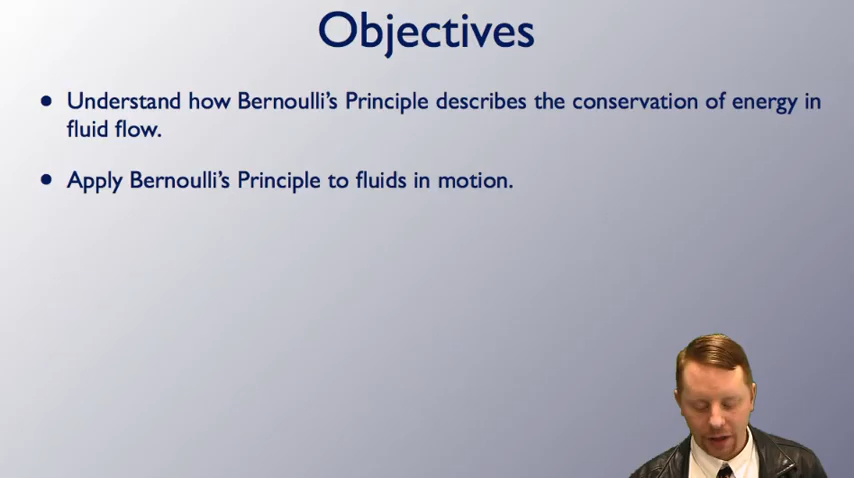 Objectives
• Understand how Bernoulli's Principle describes the conservation of energy in
fluid flow.
• Apply Bernoulli's Principle to fluids in motion.